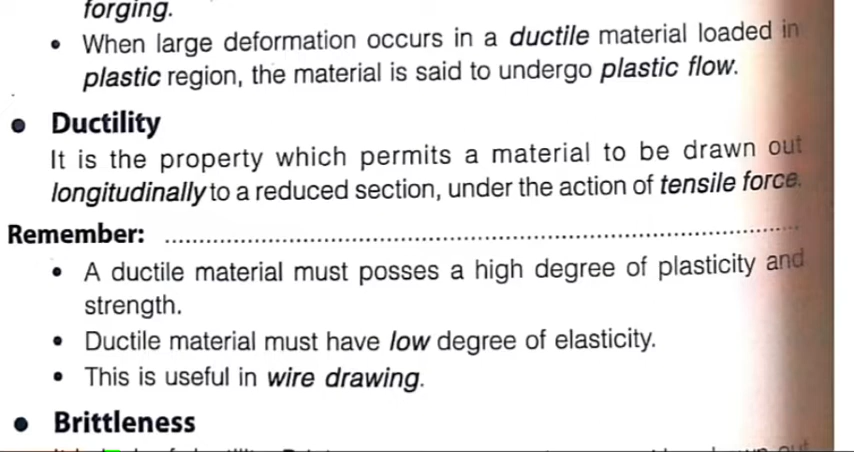 forging.
• When large deformation occurs in a ductile material loaded in
plastic region, the material is said to undergo plastic flow.
• Ductility
It is the property which permits a material to be drawn out
longitudinally to a reduced section, under the action of tensile force.
Remember:
• A ductile material must posses a high degree of plasticity and
strength.
• Ductile material must have low degree of elasticity.
• This is useful in wire drawing.
• Brittleness